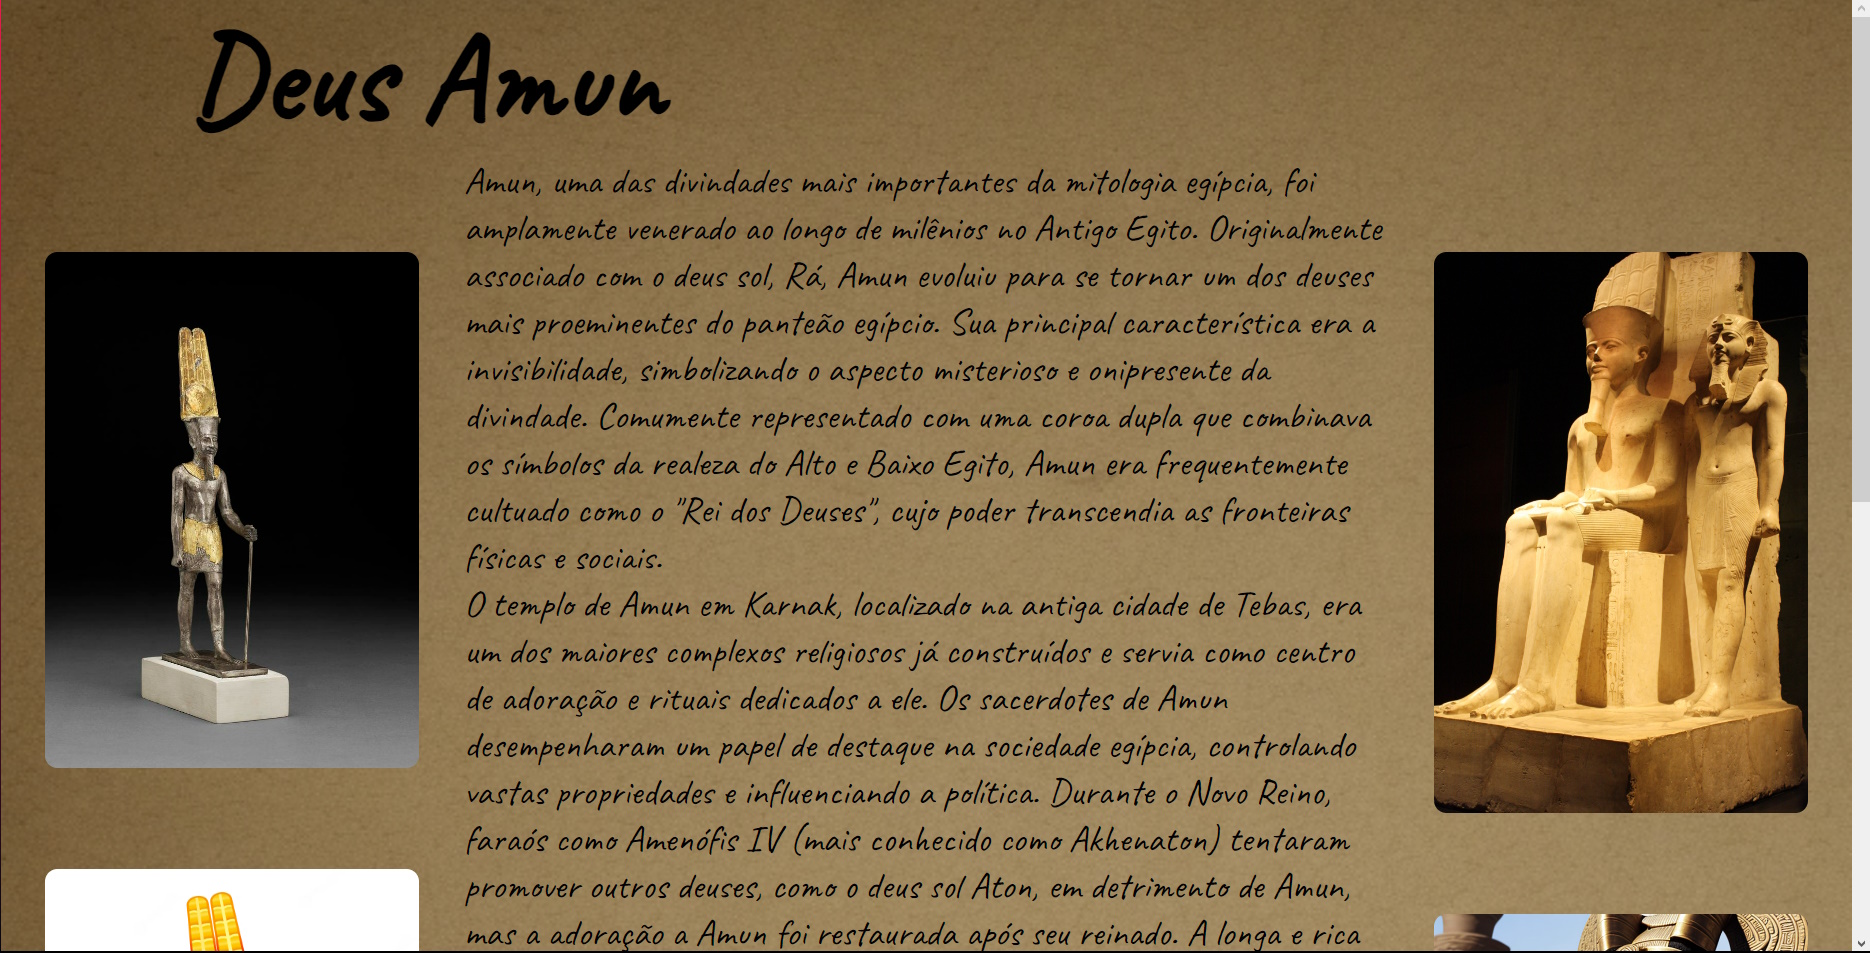 Deus Amun
Amun, uma das divindades mais importantes da mitologia egípcia, foi
amplamente venerado ao longo de milênios no Antigo Egito. Originalmente
associado com o deus sol, Rá, Amun evoluiu para se tornar um dos deuses
mais proeminentes do panteão egípcio. Sua principal característica era a
invisibilidade, simbolizando o aspecto misterioso e onipresente da
divindade. Comumente representado com uma coroa dupla que combinava
os símbolos da realeza do Alto e Baixo Egito, Amun era frequentemente
cultuado como o "Rei dos Deuses", cujo poder transcendia as fronteiras
físicas e sociais.
O templo de Amun em Karnak, localizado na antiga cidade de Tebas, era
um dos maiores complexos religiosos já construídos e servia como centro
de adoração e rituais dedicados a ele. Os sacerdotes de Amun
desempenharam um papel de destaque na sociedade egípcia, controlando
vastas propriedades e influenciando a política. Durante o Novo Reino,
faraós como Amenófis IV (mais conhecido como Akhenaton) tentaram
promover outros deuses, como o deus sol Aton, em detrimento de Amun,
mas a adoração a Amun foi restaurada após seu reinado. A longa e rica